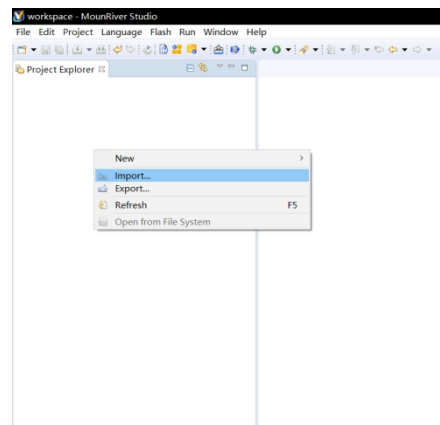 workspace - MounRiver Studio
File Edit Project Language Flash Run Window Help
Project Explorer
New
Import...
Export...
Refresh F5
Open from File System